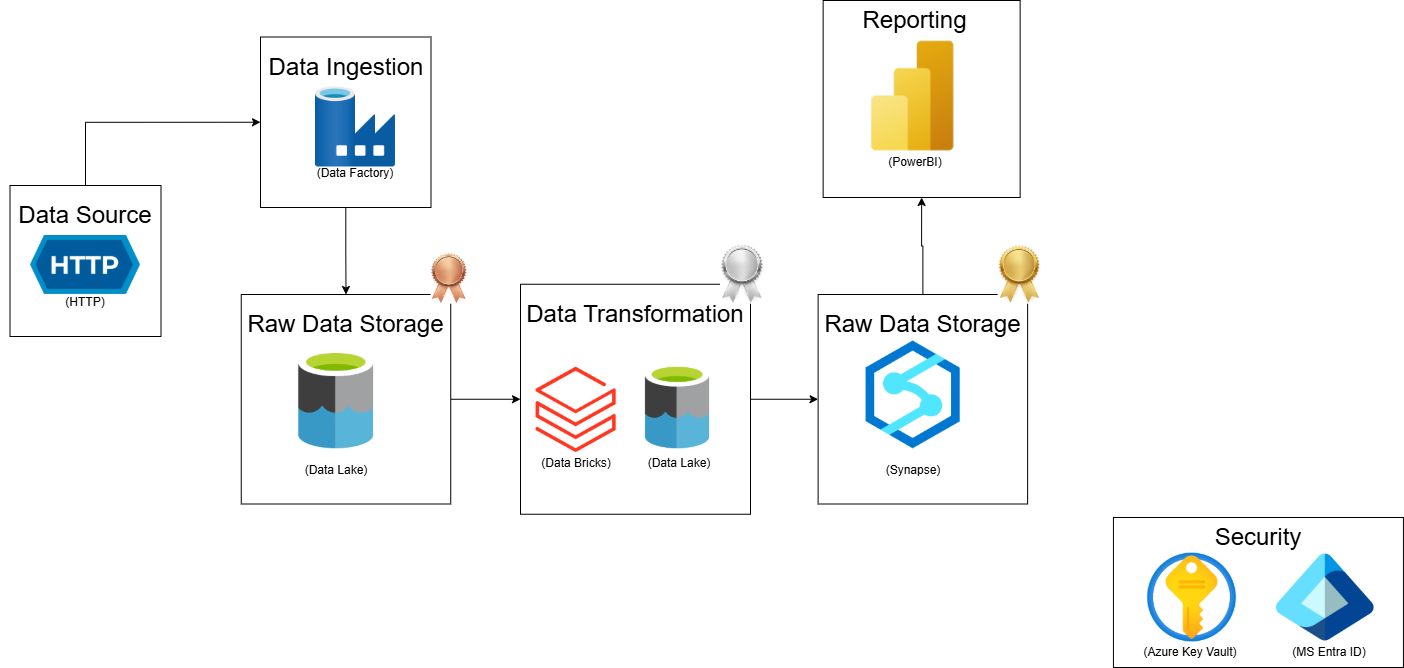 Reporting
(PowerBI)
Data Ingestion
(Data Factory)
Data Source
HTTP
(HTTP)
Raw Data Storage
(Data Lake)
Data Transformation
(Data Bricks)
(Data Lake)
Raw Data Storage
(Synapse)
Security
(Azure Key Vault)
(MS Entra ID)